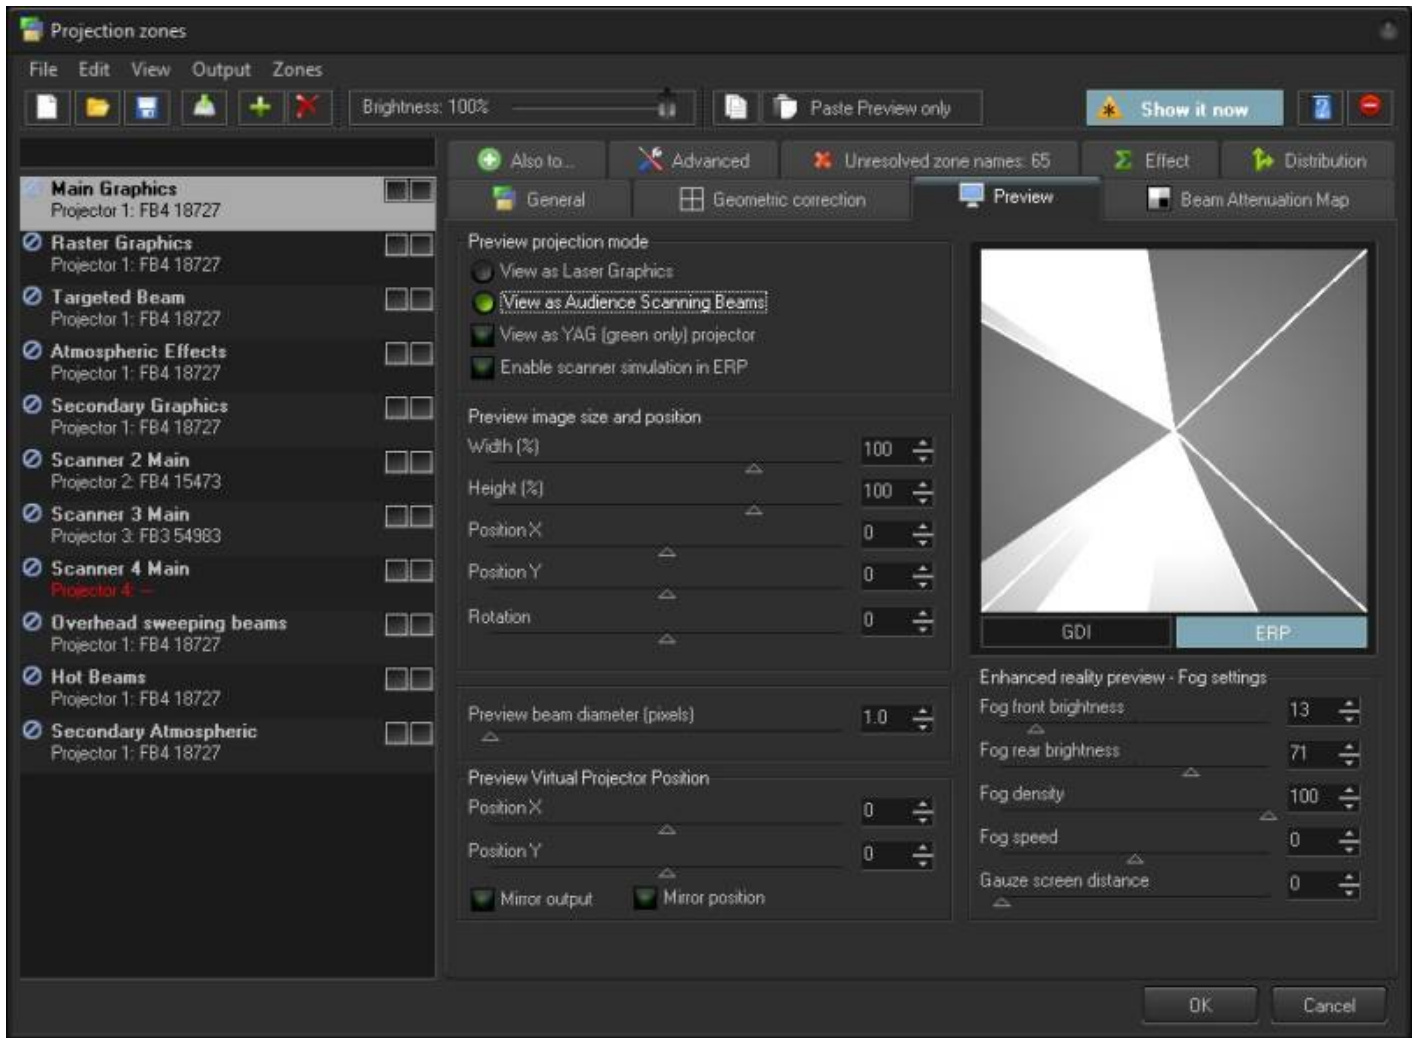 Projection zones
File Edit View Output Zones
Brightness: 100% Paste Preview only Show it now
Also to... Advanced Unresolved zone names: 65 Effect Distribution
General Geometric correction Preview Beam Attenuation Map
Main Graphics
Projector 1: FB4 18727
Raster Graphics
Projector 1: FB4 18727
Targeted Beam
Projector 1: FB4 18727
Atmospheric Effects
Projector 1: FB4 18727
Secondary Graphics
Projector 1: FB4 18727
Scanner 2 Main
Projector 2: FB4 15473
Scanner 3 Main
Projector 3: FB3 54983
Scanner 4 Main
Projector 4: --
Overhead sweeping beams
Projector 1: FB4 18727
Hot Beams
Projector 1: FB4 18727
Secondary Atmospheric
Projector 1: FB4 18727
Preview projection mode
View as Laser Graphics
View as Audience Scanning Beams
View as YAG (green only) projector
Enable scanner simulation in ERP
Preview image size and position
Width (%) 100
Height (%) 100
Position X 0
Position Y 0
Rotation 0
Preview beam diameter (pixels) 1.0
Preview Virtual Projector Position
Position X 0
Position Y 0
Mirror output Mirror position
GDI ERP
Enhanced reality preview - Fog settings
Fog front brightness 13
Fog rear brightness 71
Fog density 100
Fog speed 0
Gauze screen distance 0
OK Cancel